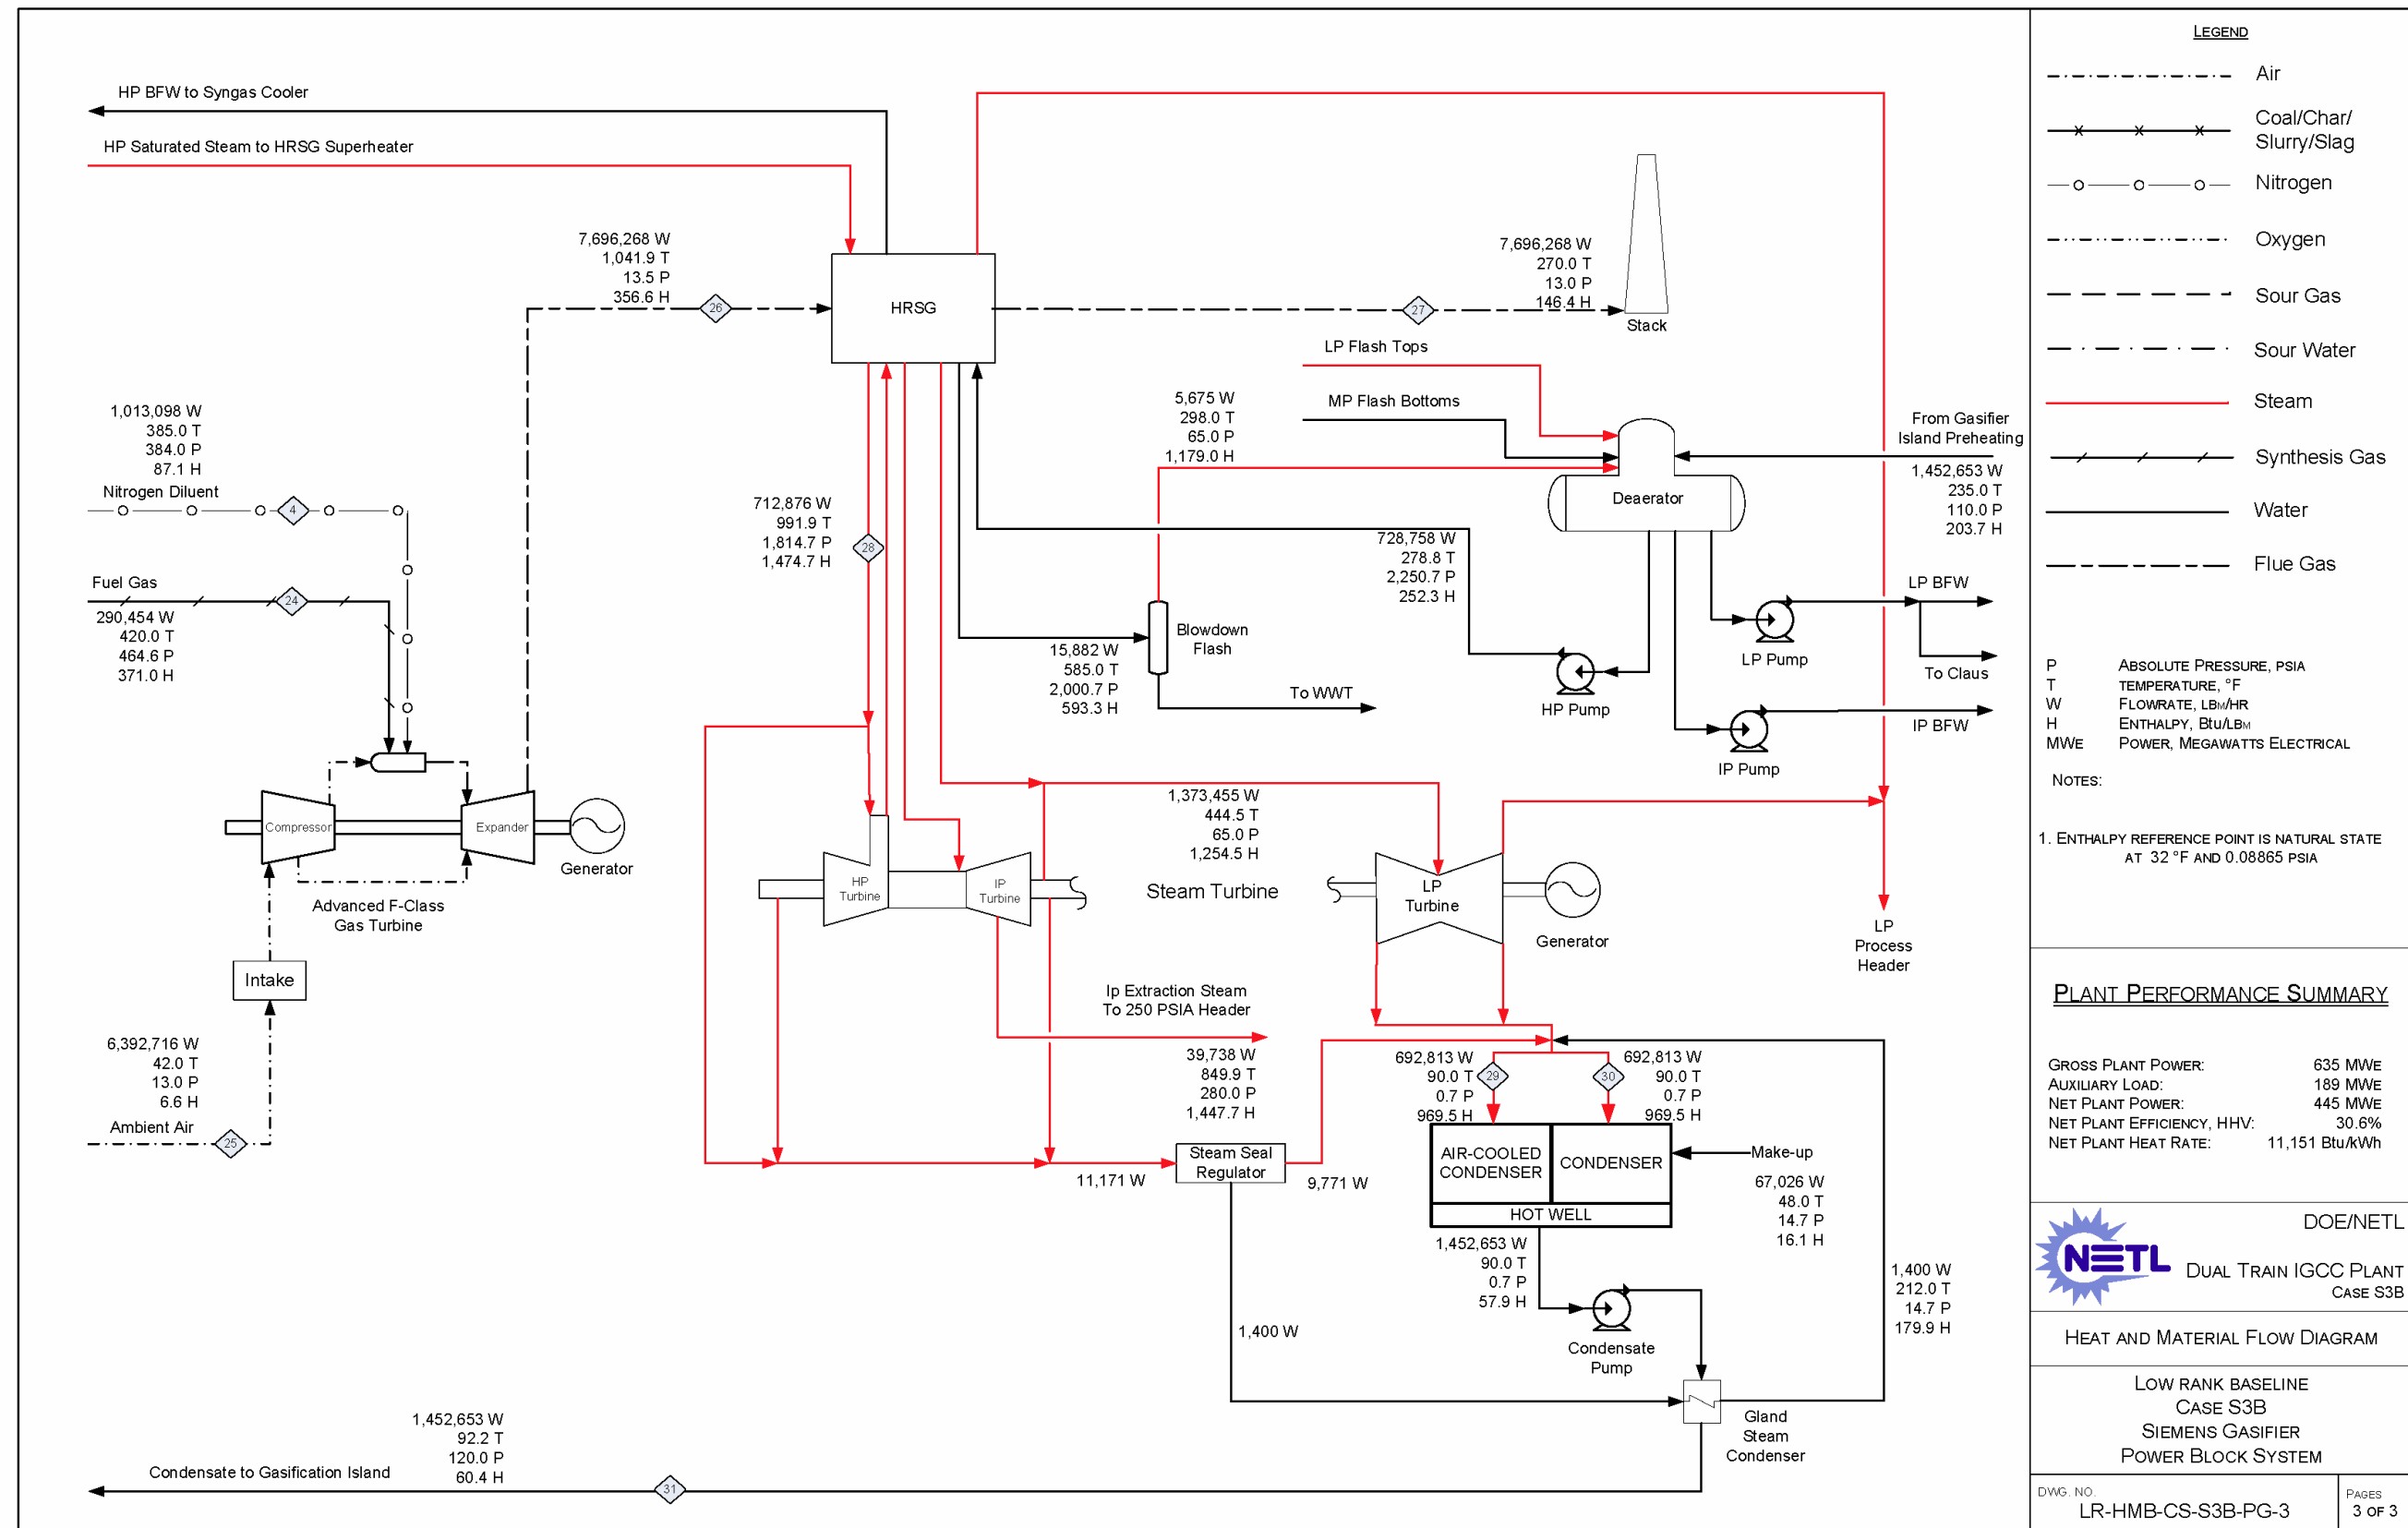 HP BFW to Syngas Cooler
HP Saturated Steam to HRSG Superheater
7,696,268 W
1,041.9 T
13.5 P
356.6 H
26
HRSG
7,696,268 W
270.0 T
13.0 P
146.4 H
27
Stack
LP Flash Tops
MP Flash Bottoms
5,675 W
298.0 T
65.0 P
1,179.0 H
From Gasifier
Island Preheating
1,452,653 W
235.0 T
110.0 P
203.7 H
Deaerator
1,013,098 W
385.0 T
384.0 P
87.1 H
Nitrogen Diluent
4
Fuel Gas
24
290,454 W
420.0 T
464.6 P
371.0 H
712,876 W
991.9 T
1,814.7 P
1,474.7 H
28
728,758 W
278.8 T
2,250.7 P
252.3 H
Blowdown
Flash
15,882 W
585.0 T
2,000.7 P
593.3 H
To WWT
HP Pump
LP Pump
IP Pump
LP BFW
To Claus
IP BFW
Compressor
Expander
Generator
Advanced F-Class
Gas Turbine
Intake
6,392,716 W
42.0 T
13.0 P
6.6 H
Ambient Air
25
HP
Turbine
IP
Turbine
1,373,455 W
444.5 T
65.0 P
1,254.5 H
Steam Turbine
LP
Turbine
Generator
LP
Process
Header
Ip Extraction Steam
To 250 PSIA Header
39,738 W
849.9 T
280.0 P
1,447.7 H
692,813 W
90.0 T
0.7 P
969.5 H
29
30
692,813 W
90.0 T
0.7 P
969.5 H
Steam Seal
Regulator
11,171 W
9,771 W
AIR-COOLED
CONDENSER
CONDENSER
HOT WELL
Make-up
67,026 W
48.0 T
14.7 P
16.1 H
1,452,653 W
90.0 T
0.7 P
57.9 H
Condensate
Pump
1,400 W
1,400 W
212.0 T
14.7 P
179.9 H
Gland
Steam
Condenser
1,452,653 W
92.2 T
120.0 P
60.4 H
Condensate to Gasification Island
31
LEGEND
Air
Coal/Char/
Slurry/Slag
Nitrogen
Oxygen
Sour Gas
Sour Water
Steam
Synthesis Gas
Water
Flue Gas
P ABSOLUTE PRESSURE, PSIA
T TEMPERATURE, °F
W FLOWRATE, LBM/HR
H ENTHALPY, Btu/LBM
MWE POWER, MEGAWATTS ELECTRICAL
NOTES:
1. ENTHALPY REFERENCE POINT IS NATURAL STATE
AT 32 °F AND 0.08865 PSIA
PLANT PERFORMANCE SUMMARY
GROSS PLANT POWER: 635 MWE
AUXILIARY LOAD: 189 MWE
NET PLANT POWER: 445 MWE
NET PLANT EFFICIENCY, HHV: 30.6%
NET PLANT HEAT RATE: 11,151 Btu/kWh
NETL
DOE/NETL
DUAL TRAIN IGCC PLANT
CASE S3B
HEAT AND MATERIAL FLOW DIAGRAM
LOW RANK BASELINE
CASE S3B
SIEMENS GASIFIER
POWER BLOCK SYSTEM
DWG. NO.
LR-HMB-CS-S3B-PG-3
PAGES
3 OF 3